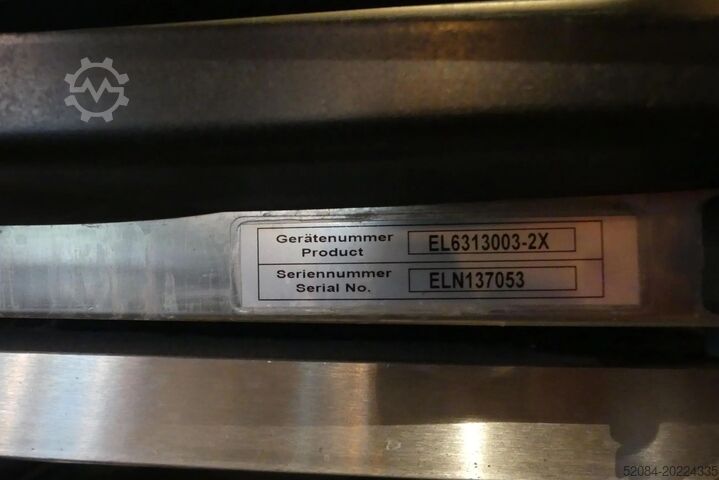 Gerätenummer
Product
EL6313003-2X
Seriennummer
Serial No.
ELN137053
52084-20224335